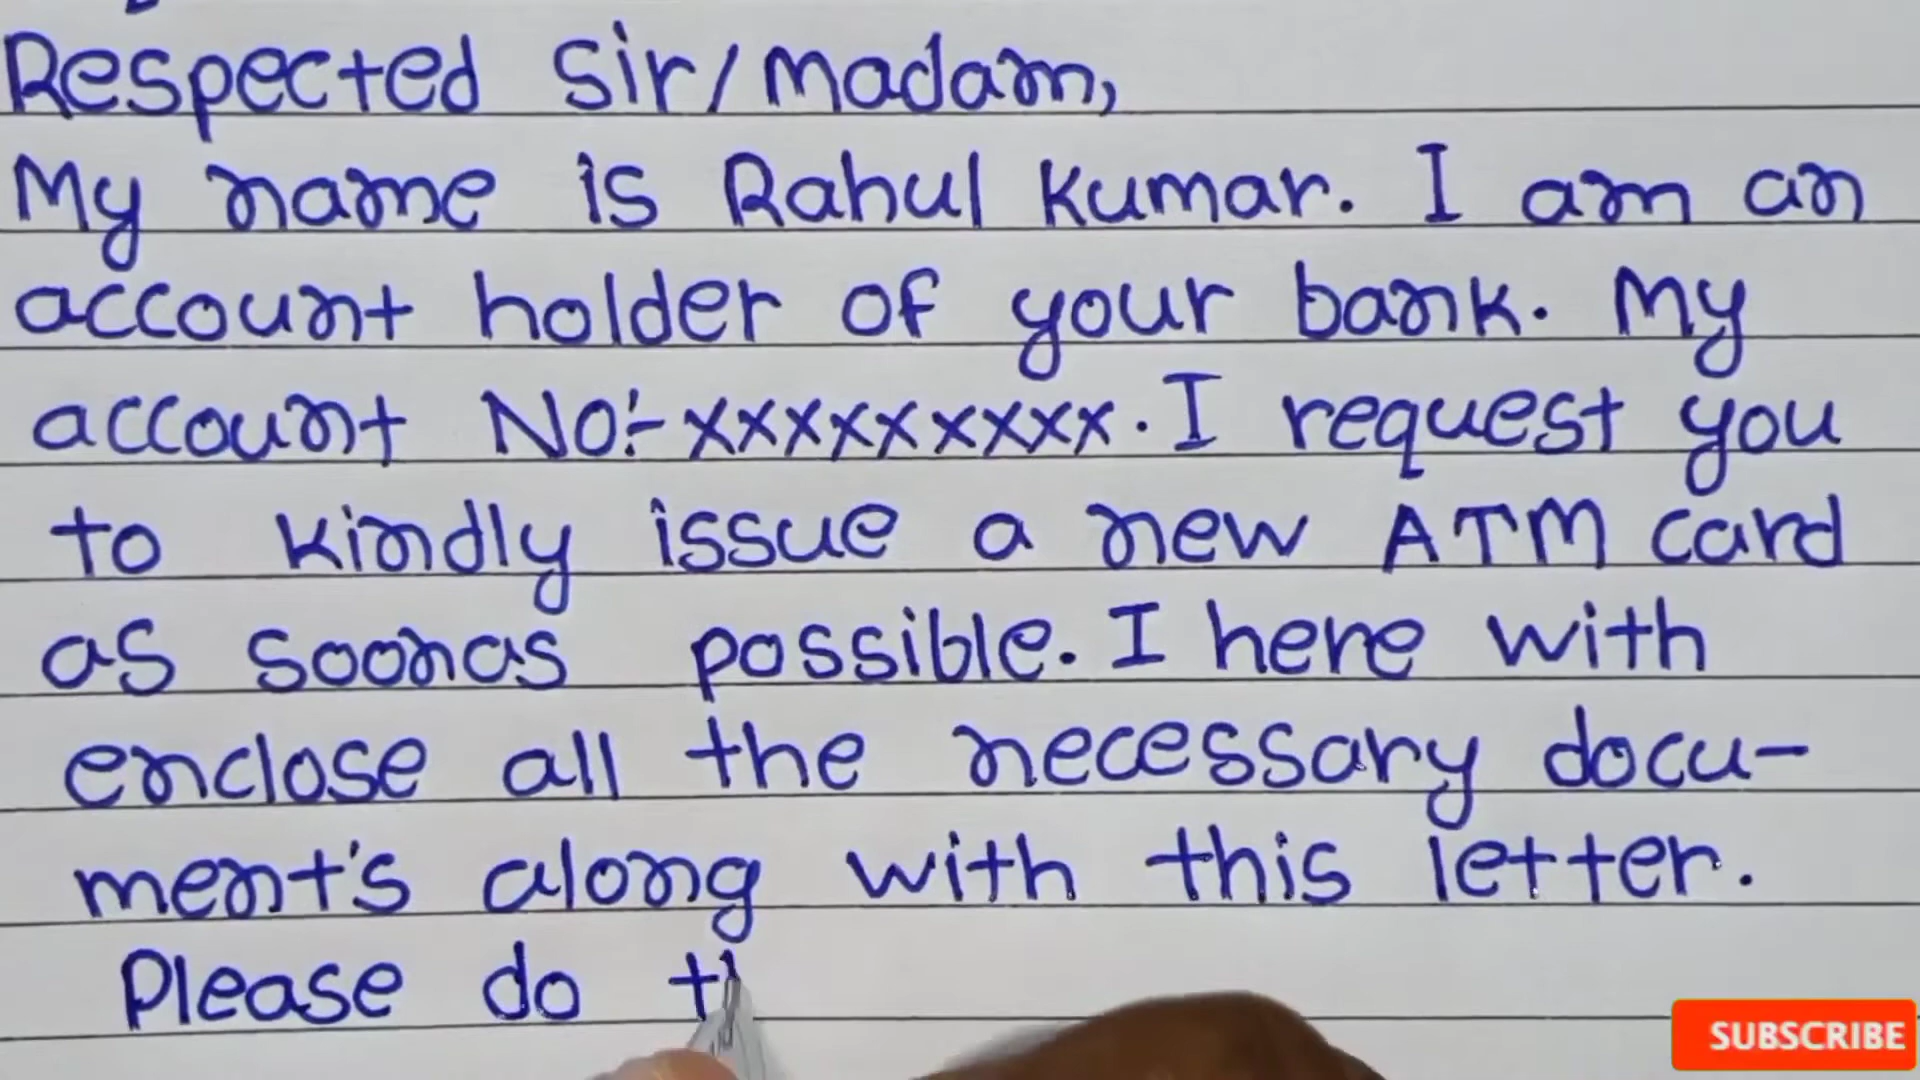 Respected Sir/Madam,
My name is Rahul Kumar. I am an
account holder of your bank. My
account No:- xxxxxxxxx. I request you
to kindly issue a new ATM card
as soonas possible. I here with
enclose all the necessary docu-
ment's along with this letter.
Please do
SUBSCRIBE